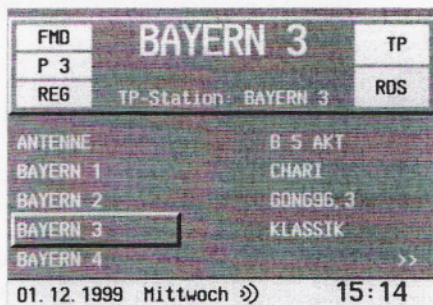 FMD
BAYERN 3
TP
P 3
REG
TP-Station: BAYERN 3
RDS
ANTENNE
B 5 AKT
BAYERN 1
CHARI
BAYERN 2
GONG96,3
BAYERN 3
KLASSIK
BAYERN 4
>>
01. 12. 1999 Mittwoch
15:14